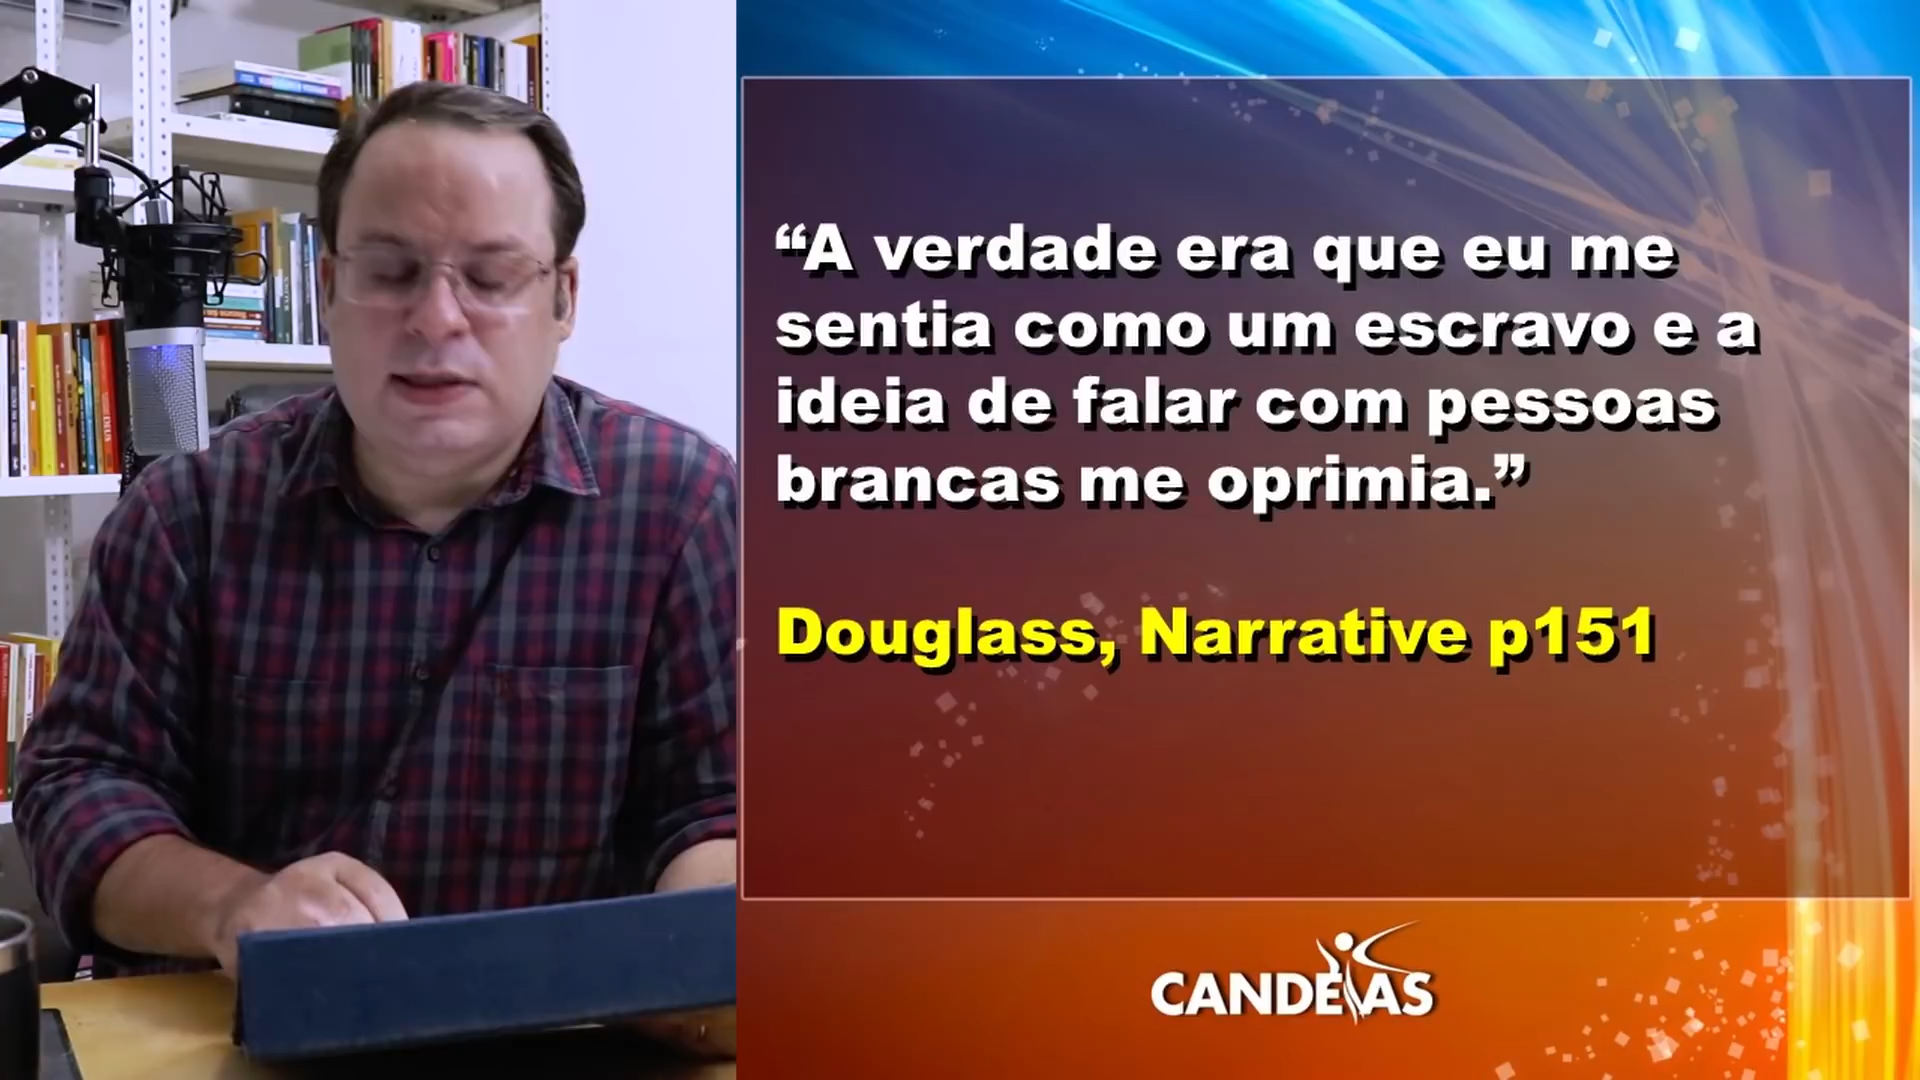 “A verdade era que eu me
sentia como um escravo e a
ideia de falar com pessoas
brancas me oprimia.”
Douglass, Narrative p151
CANDEIAS